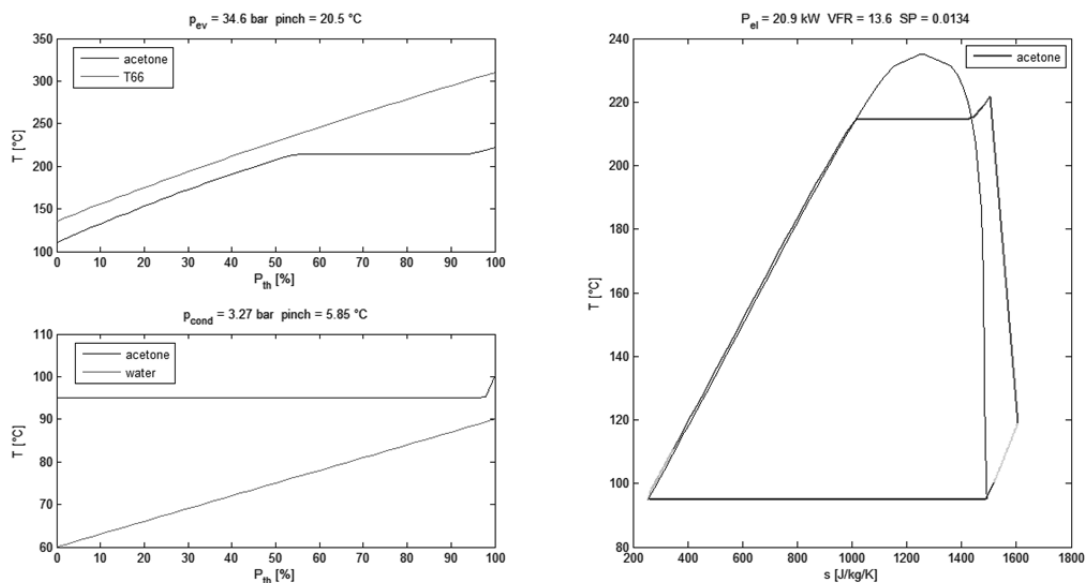 p_ev = 34.6 bar pinch = 20.5 °C
350
300
250
200
150
100
T [°C]
acetone
T66
0 10 20 30 40 50 60 70 80 90 100
P_th [%]
p_cond = 3.27 bar pinch = 5.85 °C
110
100
90
80
70
60
T [°C]
acetone
water
0 10 20 30 40 50 60 70 80 90 100
P_th [%]
P_el = 20.9 kW VFR = 13.6 SP = 0.0134
240
220
200
180
160
140
120
100
80
T [°C]
acetone
200 400 600 800 1000 1200 1400 1600 1800
s [J/kg/K]